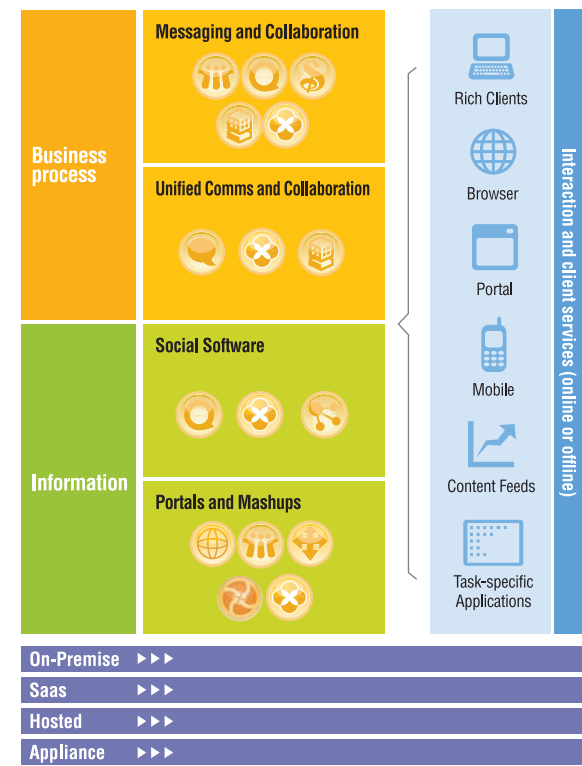 Business
process
Messaging and Collaboration
Unified Comms and Collaboration
Information
Social Software
Portals and Mashups
Rich Clients
Browser
Portal
Mobile
Content Feeds
Task-specific
Applications
Interaction and client services (online or offline)
On-Premise
Saas
Hosted
Appliance